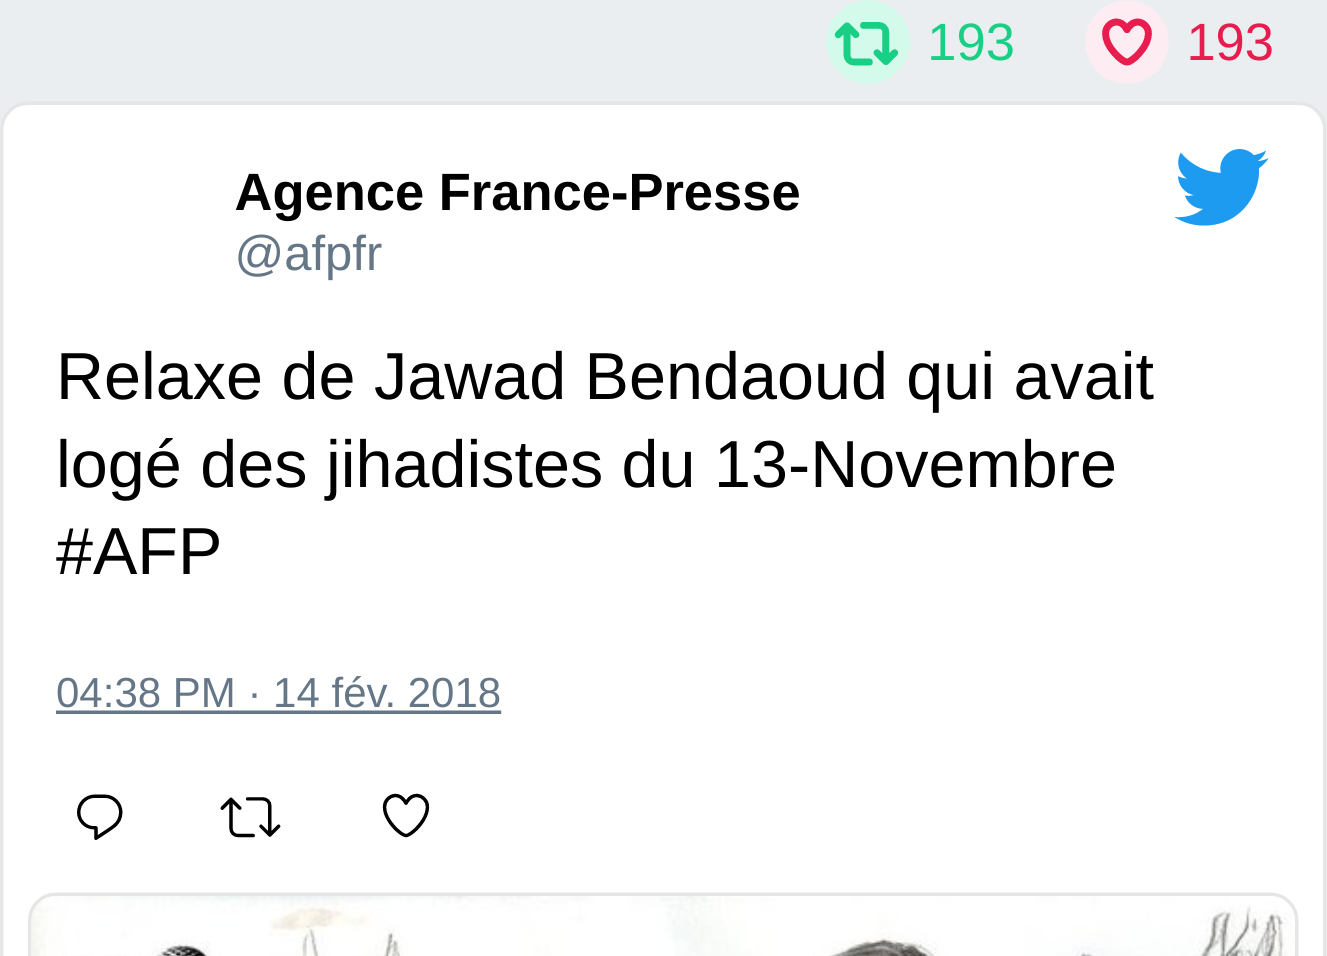 193 193
Agence France-Presse
@afpfr
Relaxe de Jawad Bendaoud qui avait
logé des jihadistes du 13-Novembre
#AFP
04:38 PM · 14 fév. 2018